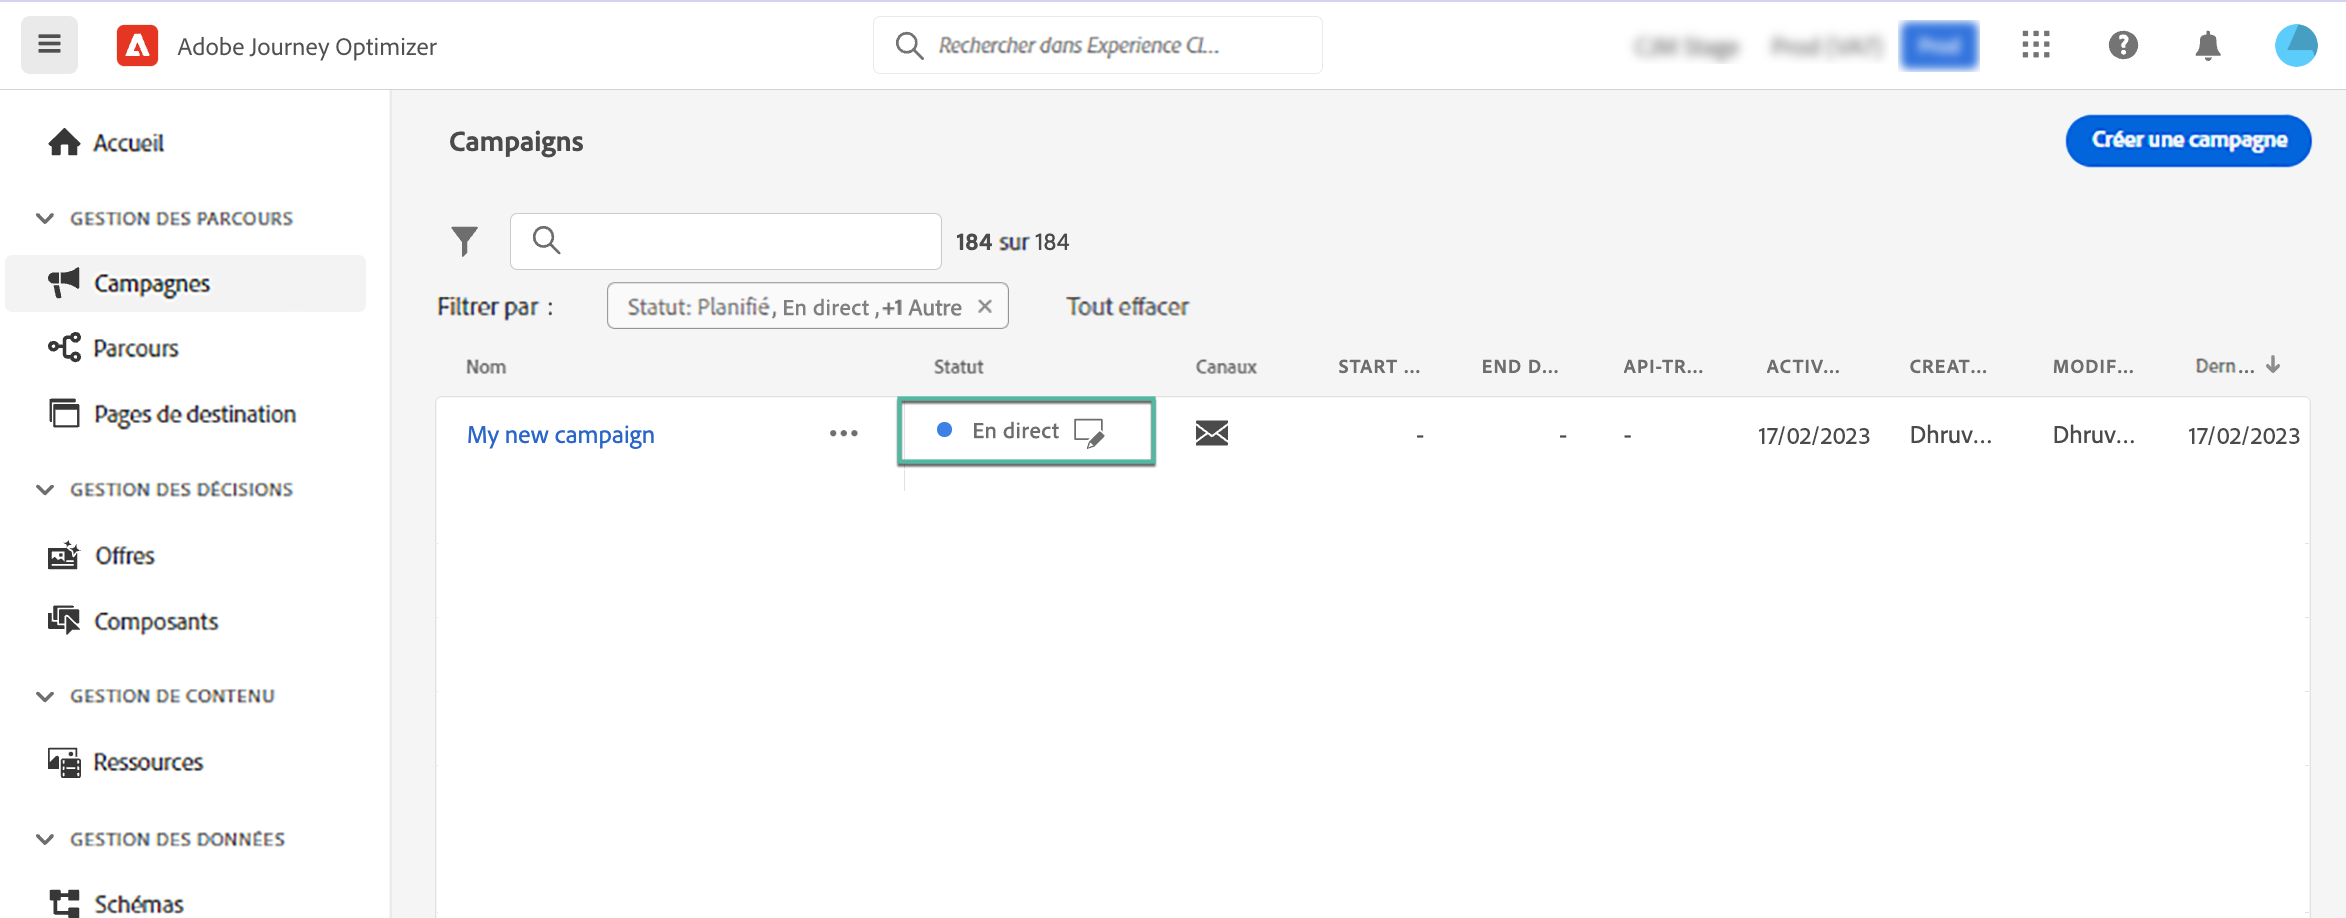 Adobe Journey Optimizer
Rechercher dans Experience Cl...
Accueil
GESTION DES PARCOURS
Campagnes
Parcours
Pages de destination
GESTION DES DÉCISIONS
Offres
Composants
GESTION DE CONTENU
Ressources
GESTION DES DONNÉES
Schémas
Campaigns
Créer une campagne
184 sur 184
Filtrer par :
Statut: Planifié, En direct ,+1 Autre
Tout effacer
Nom Statut Canaux START ... END D... API-TR... ACTIV... CREAT... MODIF... Dern...
My new campaign ... En direct - - - 17/02/2023 Dhruv... Dhruv... 17/02/2023